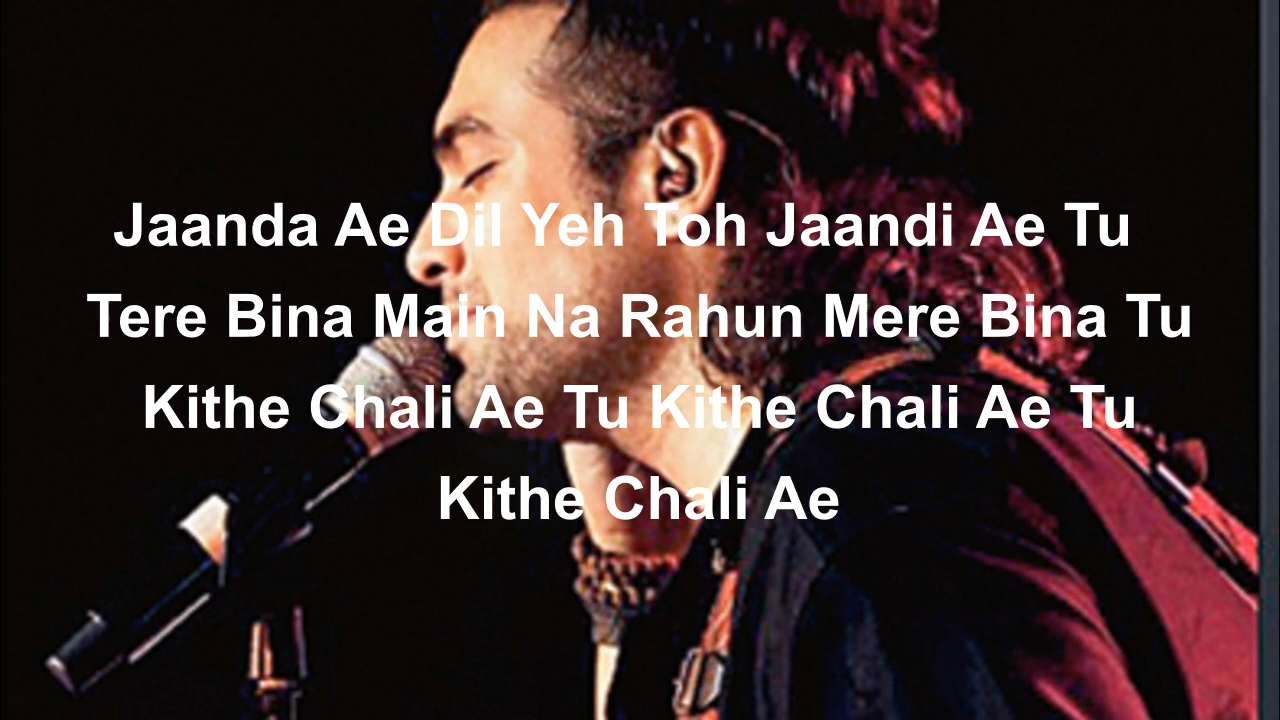 Jaanda Ae Dil Yeh Toh Jaandi Ae Tu
Tere Bina Main Na Rahun Mere Bina Tu
Kithe Chali Ae Tu Kithe Chali Ae Tu
Kithe Chali Ae